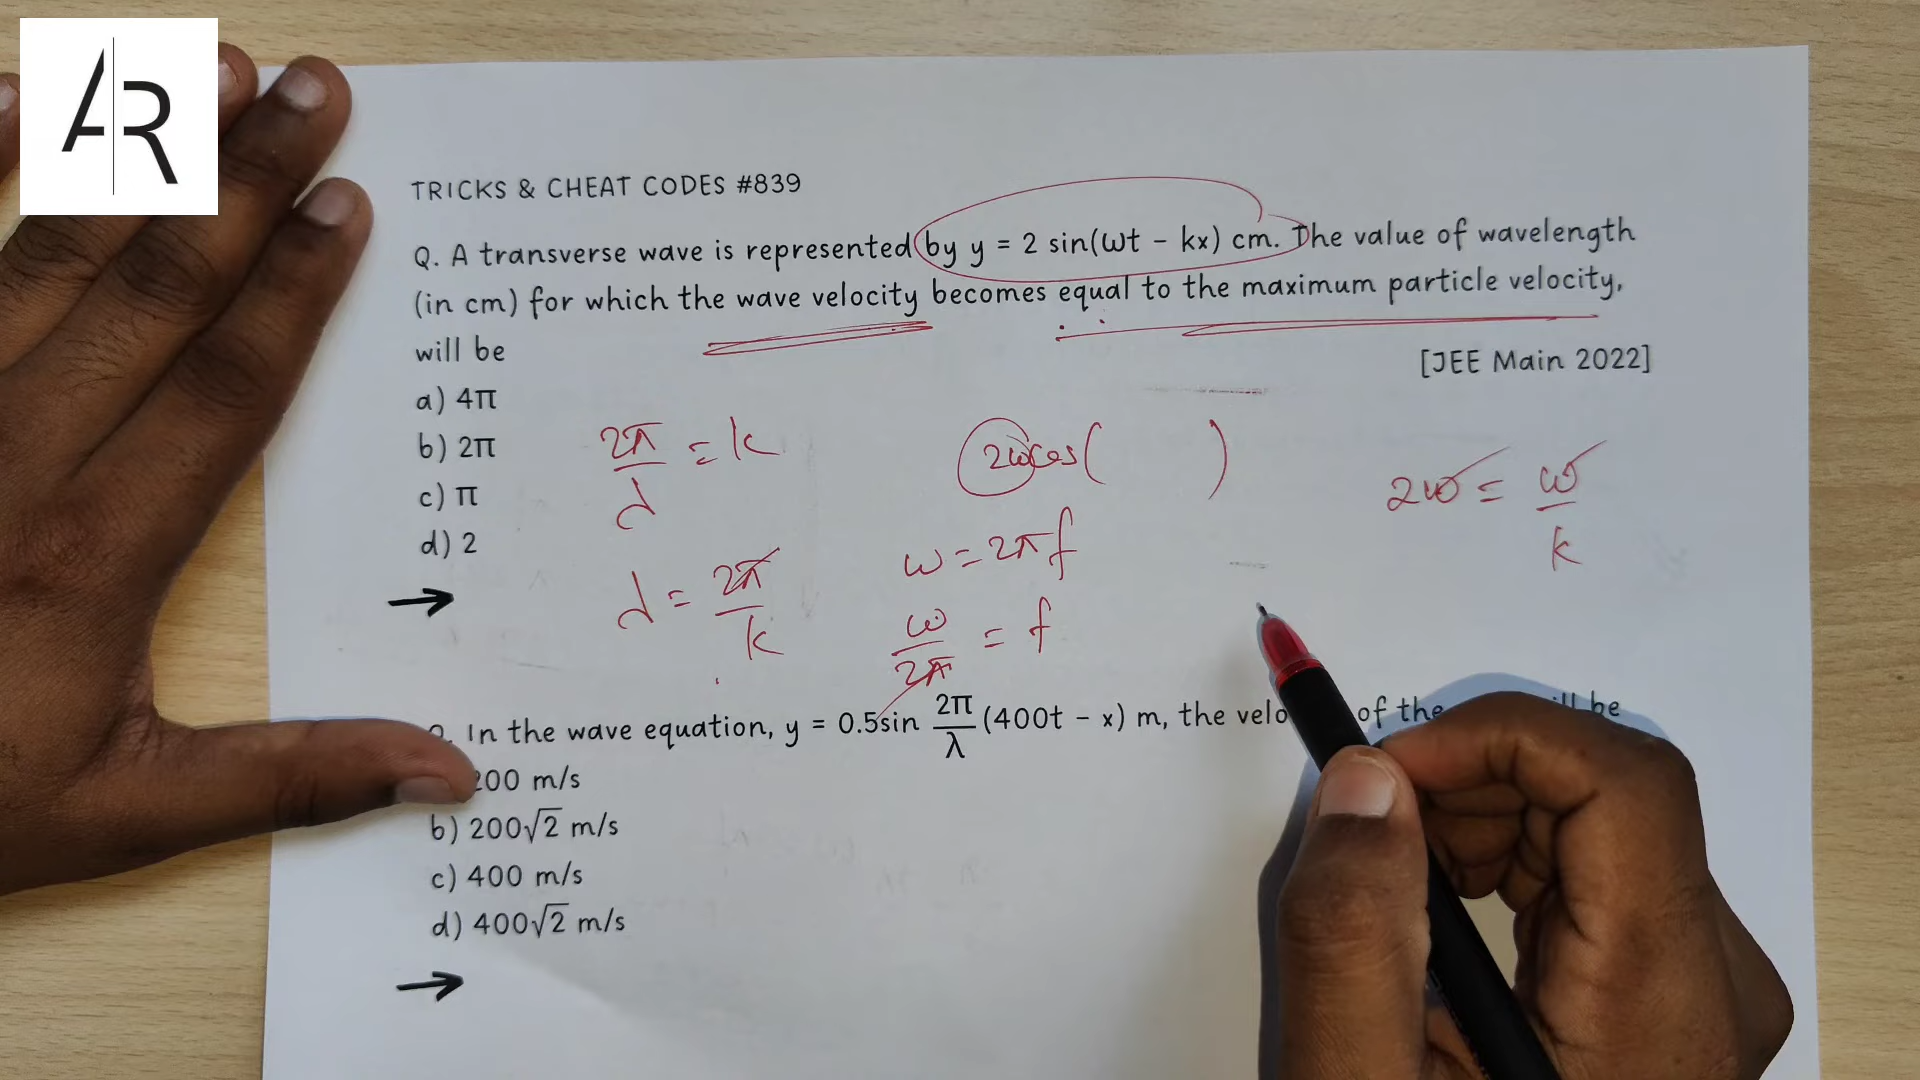 AR
TRICKS & CHEAT CODES #839
Q. A transverse wave is represented by y = 2 sin(ωt - kx) cm. The value of wavelength
(in cm) for which the wave velocity becomes equal to the maximum particle velocity,
will be
[JEE Main 2022]
a) 4π
b) 2π
c) π
d) 2
2π/λ = k
2ωcos( )
2ω = ω/k
λ = 2π/k
ω = 2πf
ω/2π = f
In the wave equation, y = 0.5sin 2π/λ (400t - x) m, the velo of the be
200 m/s
b) 200√2 m/s
c) 400 m/s
d) 400√2 m/s